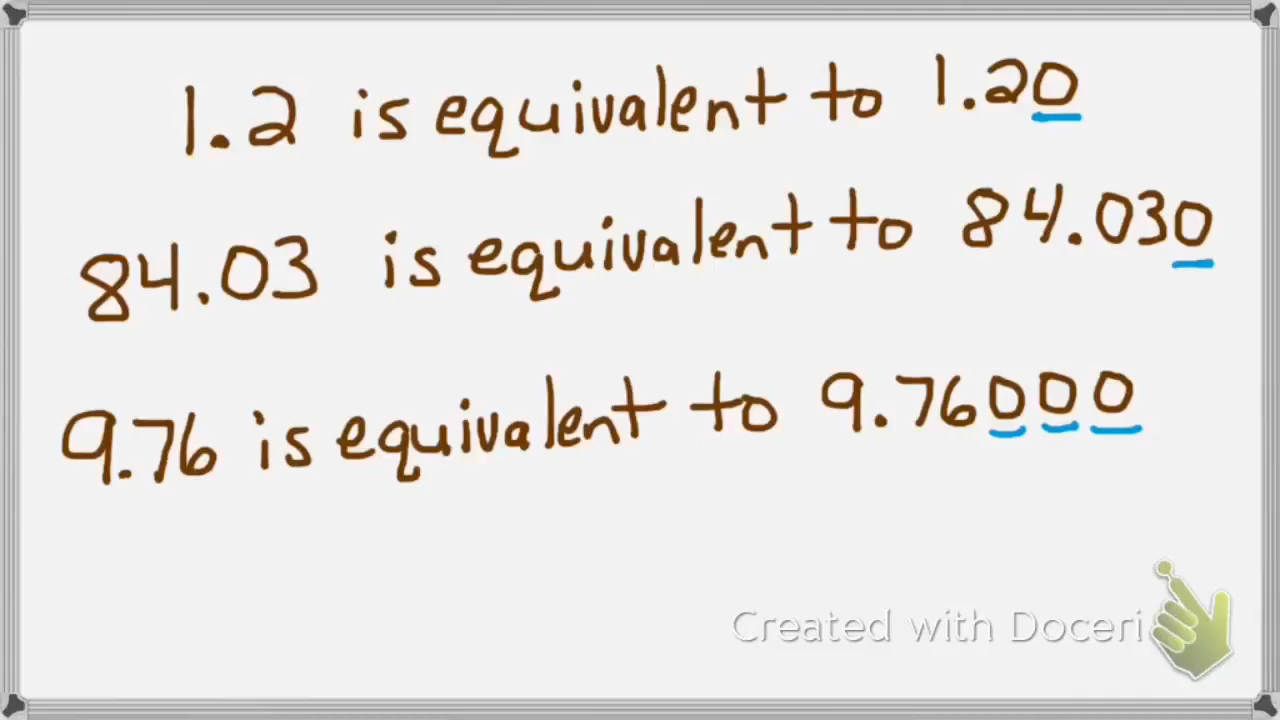 1.2 is equivalent to 1.20
84.03 is equivalent to 84.030
9.76 is equivalent to 9.76000
Created with Doceri